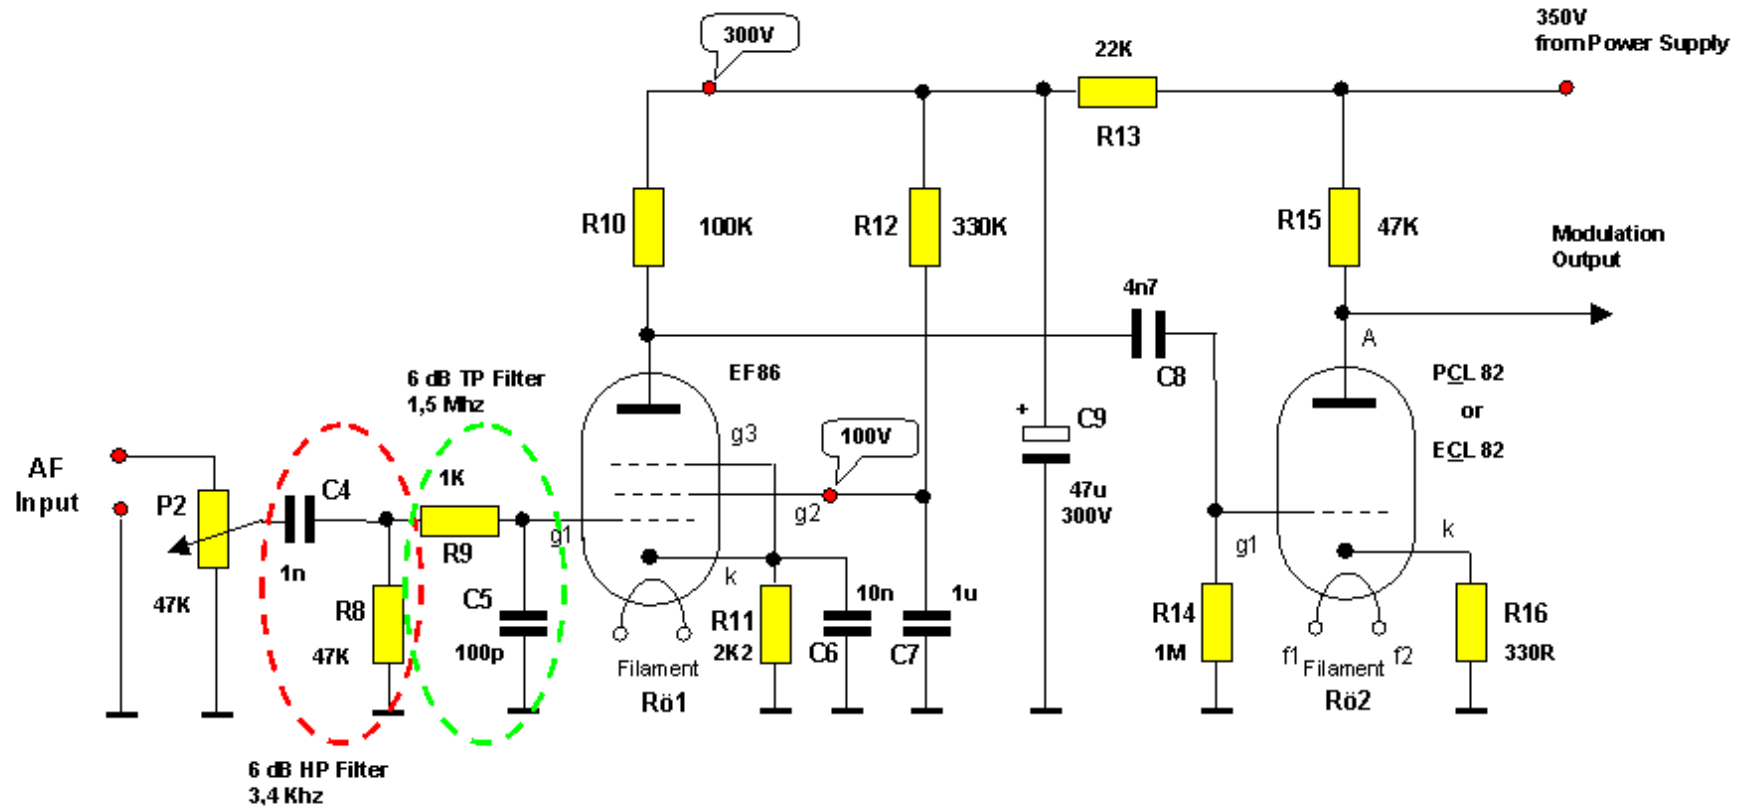 350V
from Power Supply
300V
22K
R13
R10
100K
R12
330K
R15
47K
Modulation
Output
4n7
C8
A
EF86
6 dB TP Filter
1,5 Mhz
PCL 82
or
ECL 82
+
C9
47u
300V
g3
100V
g2
AF
Input
P2
47K
C4
1n
1K
R9
g1
k
R8
47K
C5
100p
R11
2K2
10n
C6
1u
C7
g1
k
R14
1M
R16
330R
Filament
Rö1
f1
Filament
f2
Rö2
6 dB HP Filter
3,4 Khz